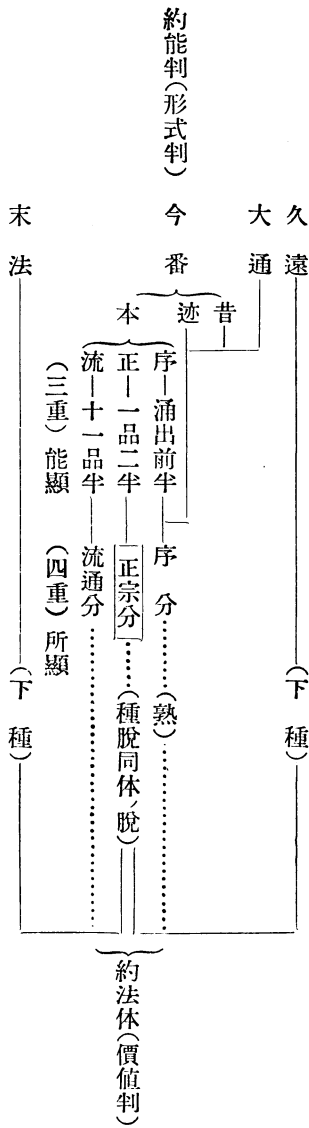 約能判(形式判)
久遠――(下種)
大通
今番
昔
迹
本
序―涌出前半―序分……(熟)……
正―一品二半―正宗分……(種脱同体ノ脱)
流―十一品半―流通分……
(三重)能顯 (四重)所顯
末法――(下種)
約法体(價値判)